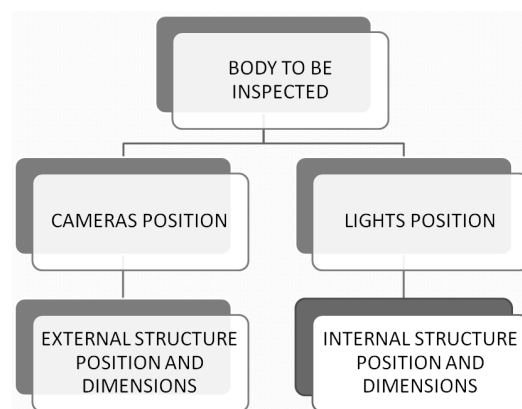 BODY TO BE
INSPECTED
CAMERAS POSITION
LIGHTS POSITION
EXTERNAL STRUCTURE
POSITION AND
DIMENSIONS
INTERNAL STRUCTURE
POSITION AND
DIMENSIONS